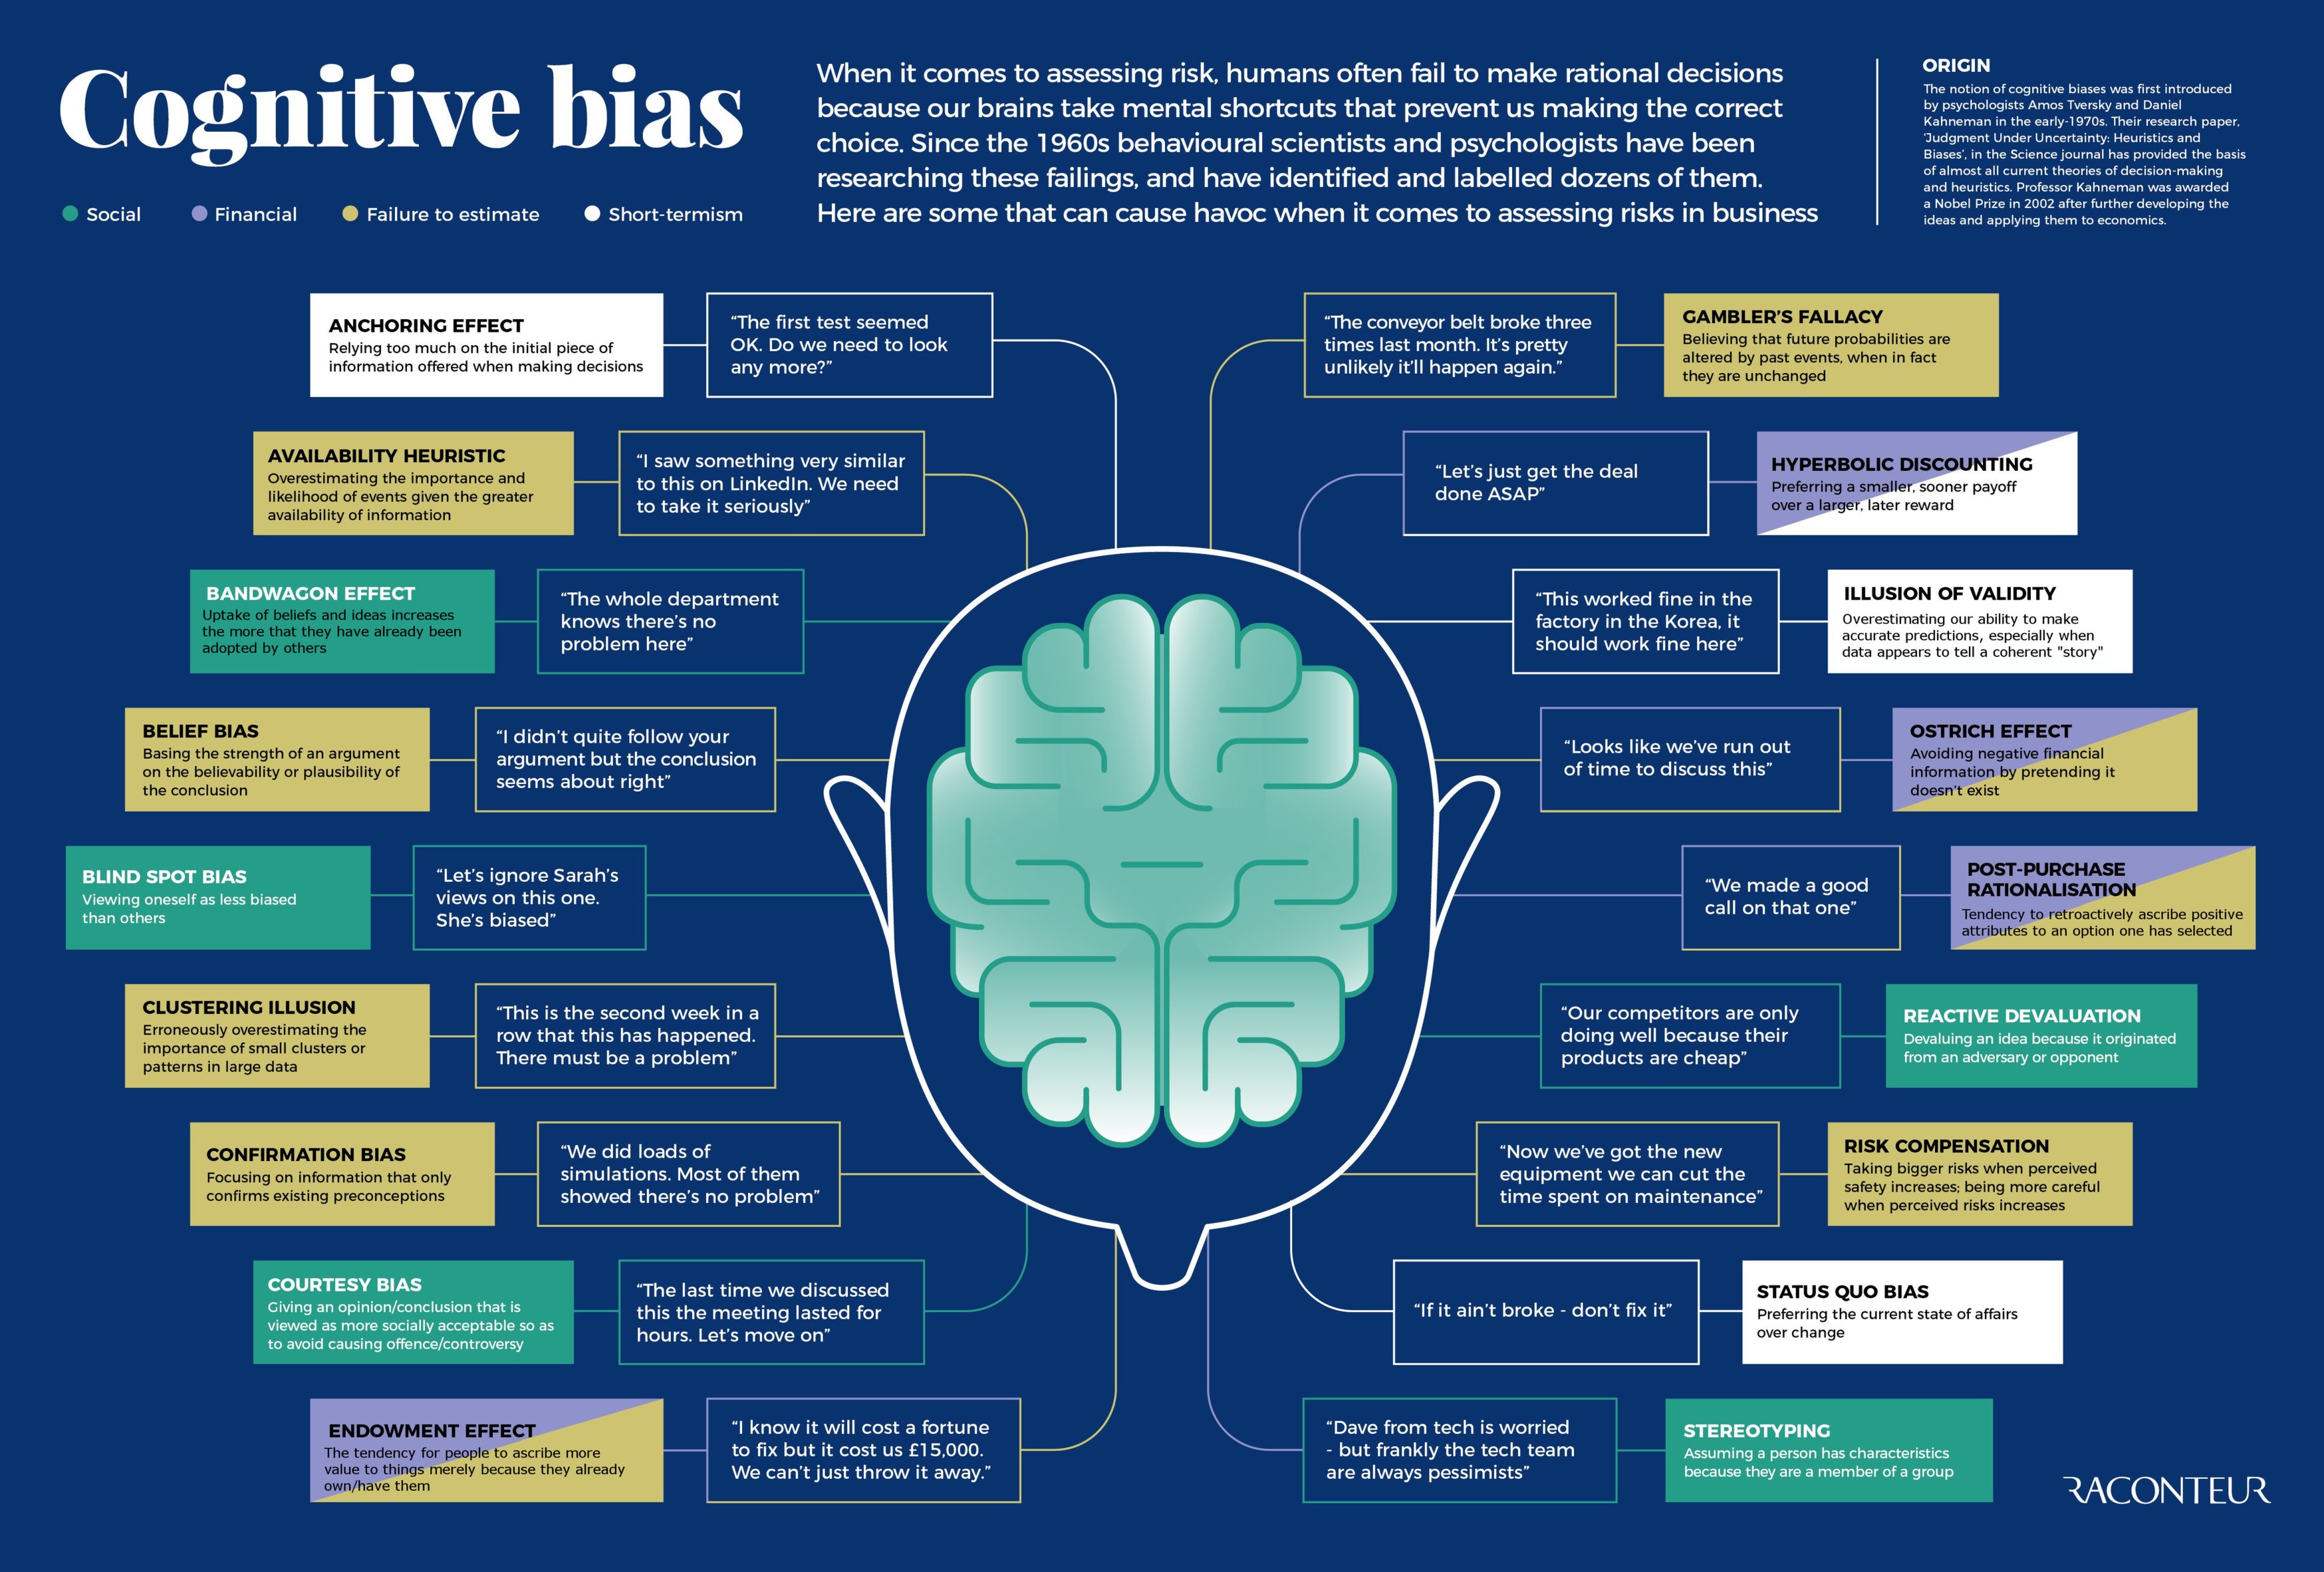 Cognitive bias
Social
Financial
Failure to estimate
Short-termism
When it comes to assessing risk, humans often fail to make rational decisions
because our brains take mental shortcuts that prevent us making the correct
choice. Since the 1960s behavioural scientists and psychologists have been
researching these failings, and have identified and labelled dozens of them.
Here are some that can cause havoc when it comes to assessing risks in business
ORIGIN
The notion of cognitive biases was first introduced
by psychologists Amos Tversky and Daniel
Kahneman in the early-1970s. Their research paper,
‘Judgment Under Uncertainty: Heuristics and
Biases’, in the Science journal has provided the basis
of almost all current theories of decision-making
and heuristics. Professor Kahneman was awarded
a Nobel Prize in 2002 after further developing the
ideas and applying them to economics.
ANCHORING EFFECT
Relying too much on the initial piece of
information offered when making decisions
“The first test seemed
OK. Do we need to look
any more?”
AVAILABILITY HEURISTIC
Overestimating the importance and
likelihood of events given the greater
availability of information
“I saw something very similar
to this on LinkedIn. We need
to take it seriously”
BANDWAGON EFFECT
Uptake of beliefs and ideas increases
the more that they have already been
adopted by others
“The whole department
knows there’s no
problem here”
BELIEF BIAS
Basing the strength of an argument
on the believability or plausibility of
the conclusion
“I didn’t quite follow your
argument but the conclusion
seems about right”
BLIND SPOT BIAS
Viewing oneself as less biased
than others
“Let’s ignore Sarah’s
views on this one.
She’s biased”
CLUSTERING ILLUSION
Erroneously overestimating the
importance of small clusters or
patterns in large data
“This is the second week in a
row that this has happened.
There must be a problem”
CONFIRMATION BIAS
Focusing on information that only
confirms existing preconceptions
“We did loads of
simulations. Most of them
showed there’s no problem”
COURTESY BIAS
Giving an opinion/conclusion that is
viewed as more socially acceptable so as
to avoid causing offence/controversy
“The last time we discussed
this the meeting lasted for
hours. Let’s move on”
ENDOWMENT EFFECT
The tendency for people to ascribe more
value to things merely because they already
own/have them
“I know it will cost a fortune
to fix but it cost us £15,000.
We can’t just throw it away.”
“The conveyor belt broke three
times last month. It’s pretty
unlikely it’ll happen again.”
GAMBLER’S FALLACY
Believing that future probabilities are
altered by past events, when in fact
they are unchanged
“Let’s just get the deal
done ASAP”
HYPERBOLIC DISCOUNTING
Preferring a smaller, sooner payoff
over a larger, later reward
“This worked fine in the
factory in the Korea, it
should work fine here”
ILLUSION OF VALIDITY
Overestimating our ability to make
accurate predictions, especially when
data appears to tell a coherent "story"
“Looks like we’ve run out
of time to discuss this”
OSTRICH EFFECT
Avoiding negative financial
information by pretending it
doesn’t exist
“We made a good
call on that one”
POST-PURCHASE
RATIONALISATION
Tendency to retroactively ascribe positive
attributes to an option one has selected
“Our competitors are only
doing well because their
products are cheap”
REACTIVE DEVALUATION
Devaluing an idea because it originated
from an adversary or opponent
“Now we’ve got the new
equipment we can cut the
time spent on maintenance”
RISK COMPENSATION
Taking bigger risks when perceived
safety increases; being more careful
when perceived risks increases
“If it ain’t broke - don’t fix it”
STATUS QUO BIAS
Preferring the current state of affairs
over change
“Dave from tech is worried
- but frankly the tech team
are always pessimists”
STEREOTYPING
Assuming a person has characteristics
because they are a member of a group
RACONTEUR